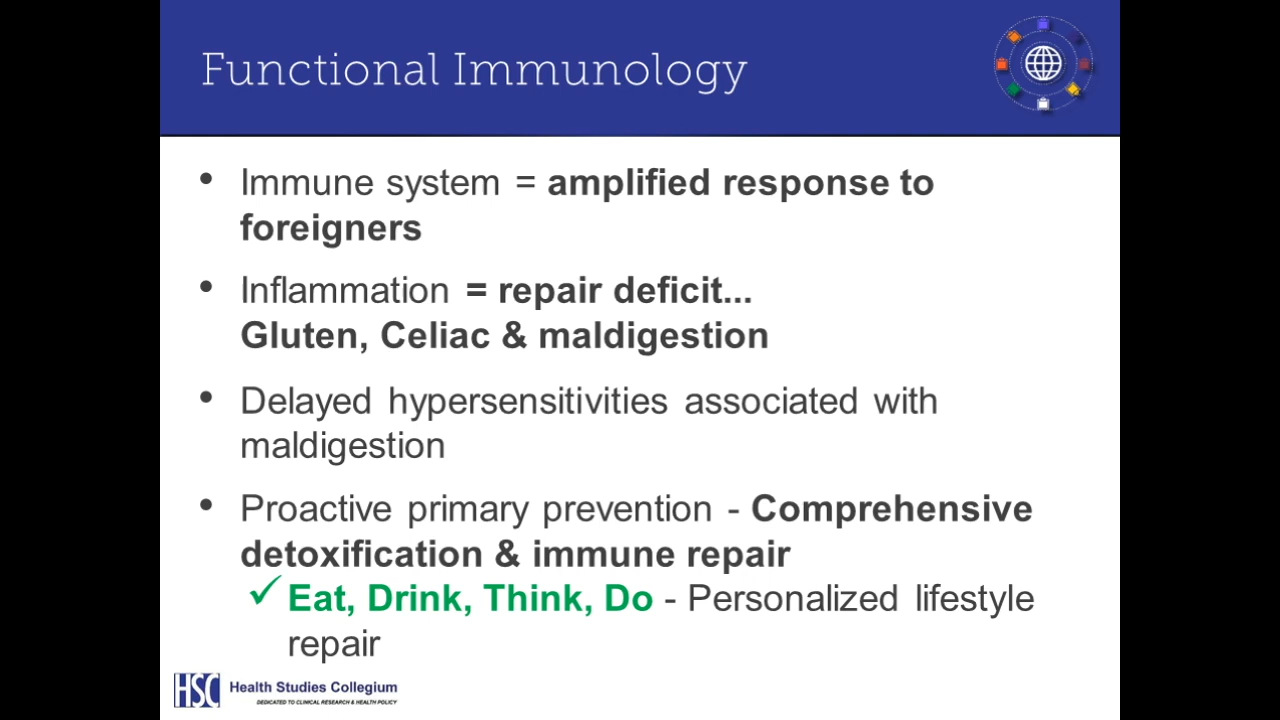 Functional Immunology
• Immune system = amplified response to
foreigners
• Inflammation = repair deficit...
Gluten, Celiac & maldigestion
• Delayed hypersensitivities associated with
maldigestion
• Proactive primary prevention - Comprehensive
detoxification & immune repair
✓ Eat, Drink, Think, Do - Personalized lifestyle
repair
HSC Health Studies Collegium
DEDICATED TO CLINICAL RESEARCH & HEALTH POLICY